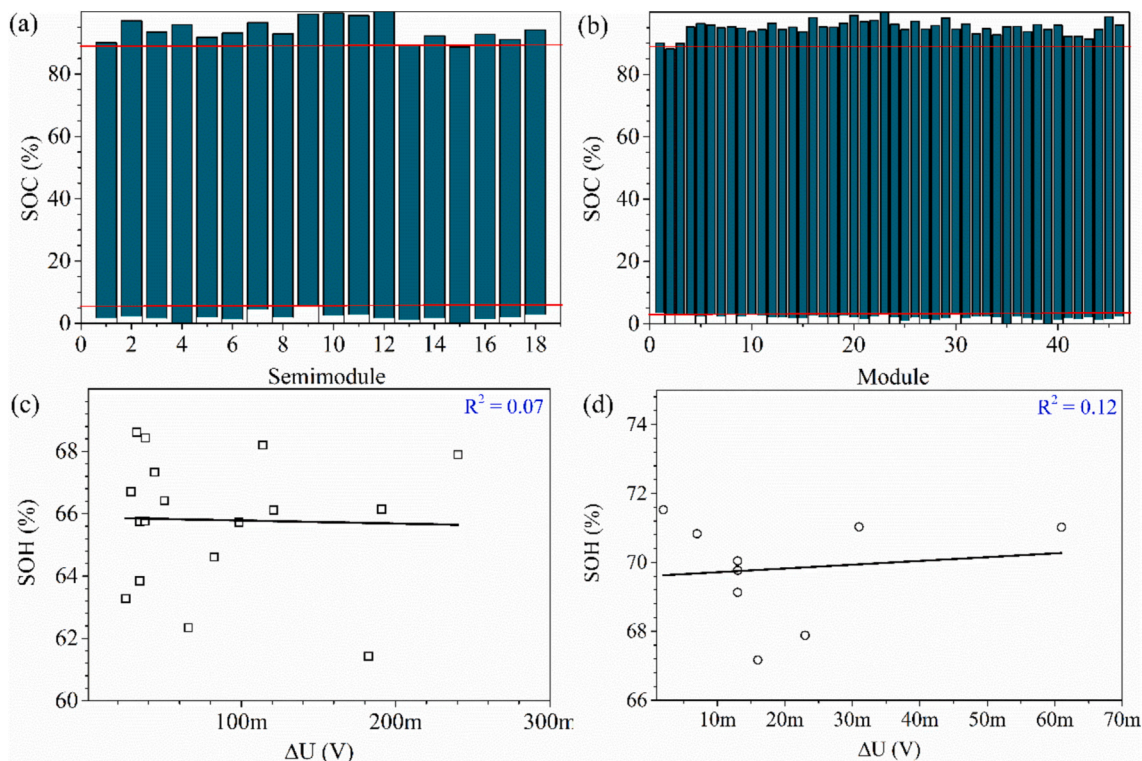 (a)
SOC (%)
80
60
40
20
0
0 2 4 6 8 10 12 14 16 18
Semimodule
(b)
SOC (%)
80
60
40
20
0
0 10 20 30 40
Module
(c)
R² = 0.07
SOH (%)
68
66
64
62
60
100m 200m 300m
ΔU (V)
(d)
R² = 0.12
SOH (%)
74
72
70
68
66
10m 20m 30m 40m 50m 60m 70m
ΔU (V)